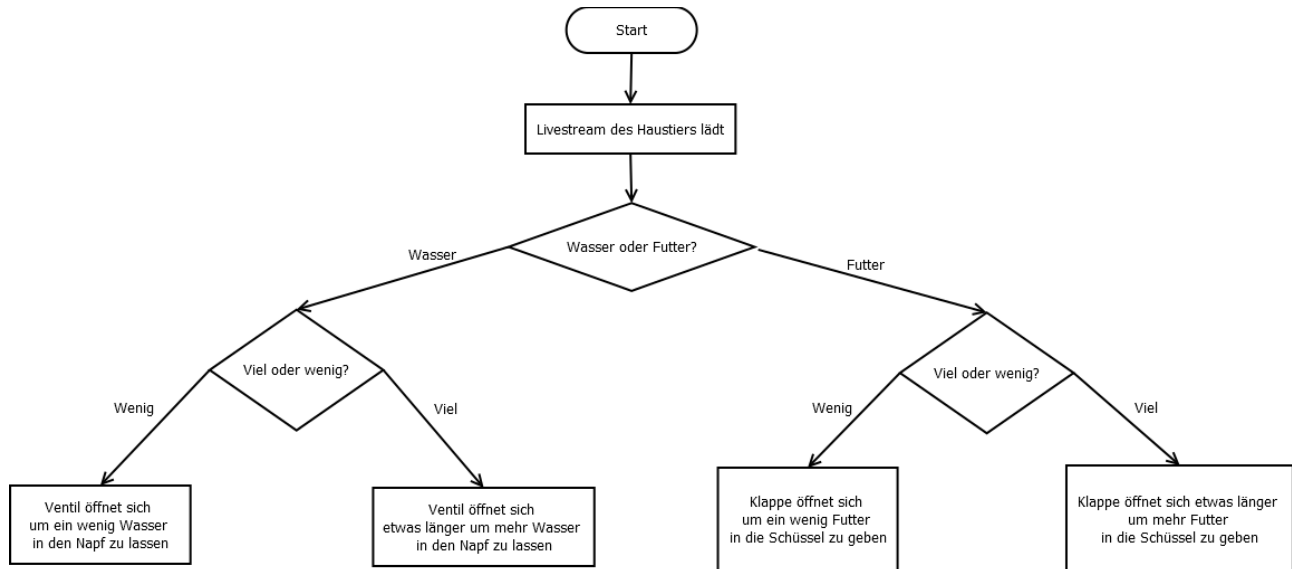 Start
Livestream des Haustiers lädt
Wasser oder Futter?
Wasser
Futter
Viel oder wenig?
Viel oder wenig?
Wenig
Viel
Wenig
Viel
Ventil öffnet sich
um ein wenig Wasser
in den Napf zu lassen
Ventil öffnet sich
etwas länger um mehr Wasser
in den Napf zu lassen
Klappe öffnet sich
um ein wenig Futter
in die Schüssel zu geben
Klappe öffnet sich etwas länger
um mehr Futter
in die Schüssel zu geben